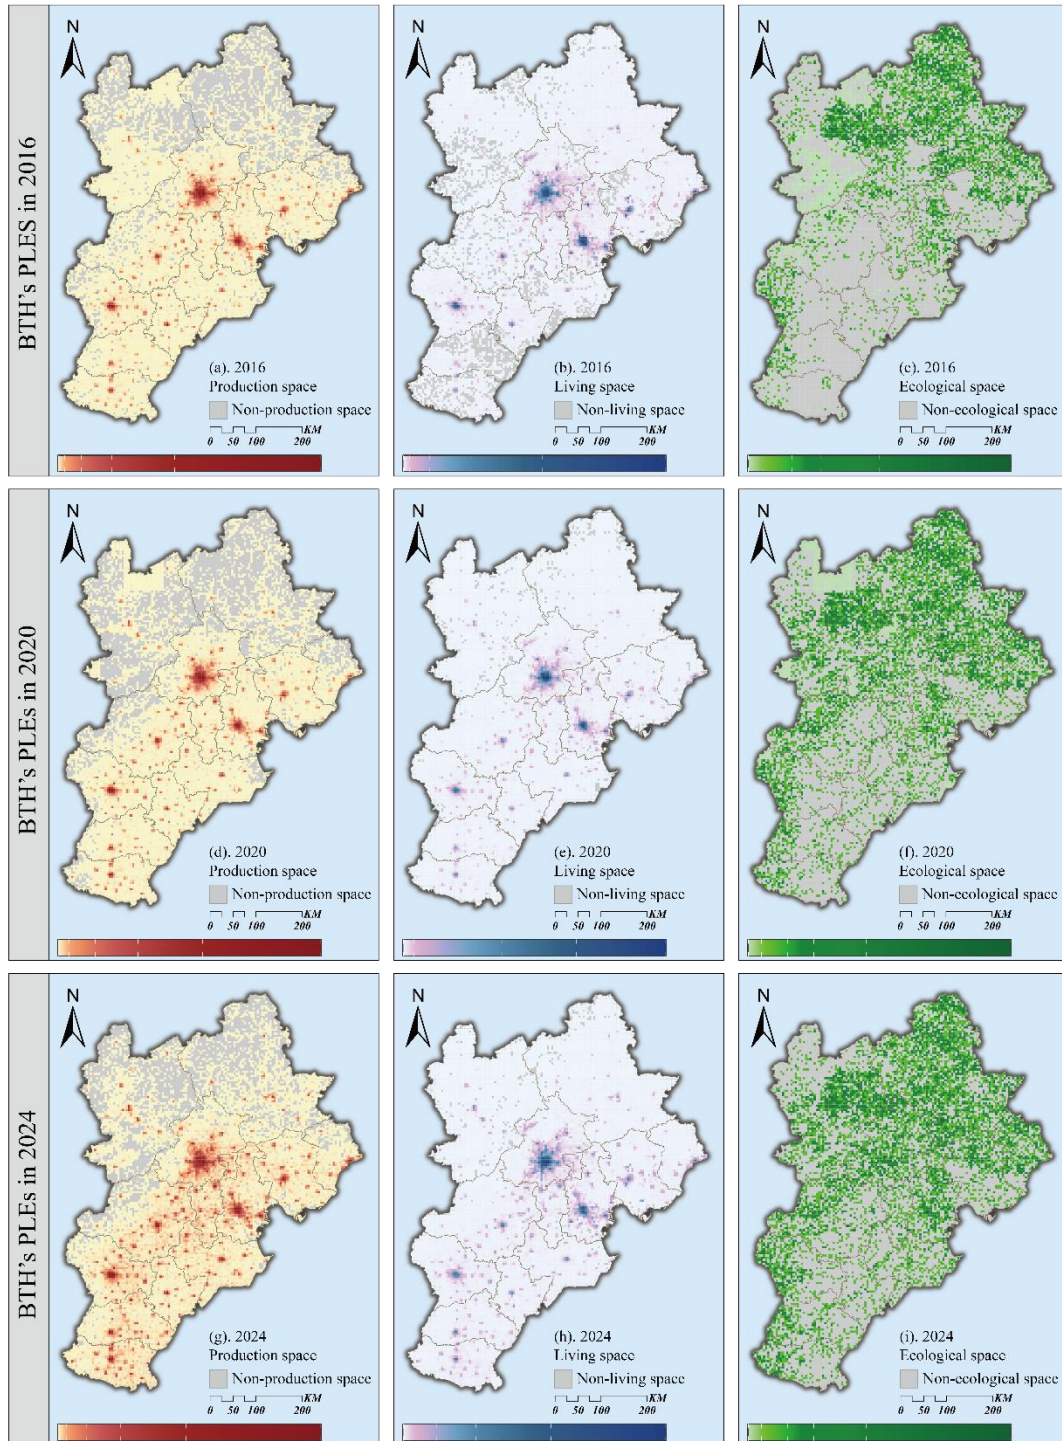 BTH's PLES in 2016
N
(a). 2016
Production space
Non-production space
KM
0 50 100 200
N
(b). 2016
Living space
Non-living space
KM
0 50 100 200
N
(c). 2016
Ecological space
Non-ecological space
KM
0 50 100 200
BTH's PLEs in 2020
N
(d). 2020
Production space
Non-production space
KM
0 50 100 200
N
(e). 2020
Living space
Non-living space
KM
0 50 100 200
N
(f). 2020
Ecological space
Non-ecological space
KM
0 50 100 200
BTH's PLEs in 2024
N
(g). 2024
Production space
Non-production space
KM
0 50 100 200
N
(h). 2024
Living space
Non-living space
KM
0 50 100 200
N
(i). 2024
Ecological space
Non-ecological space
KM
0 50 100 200